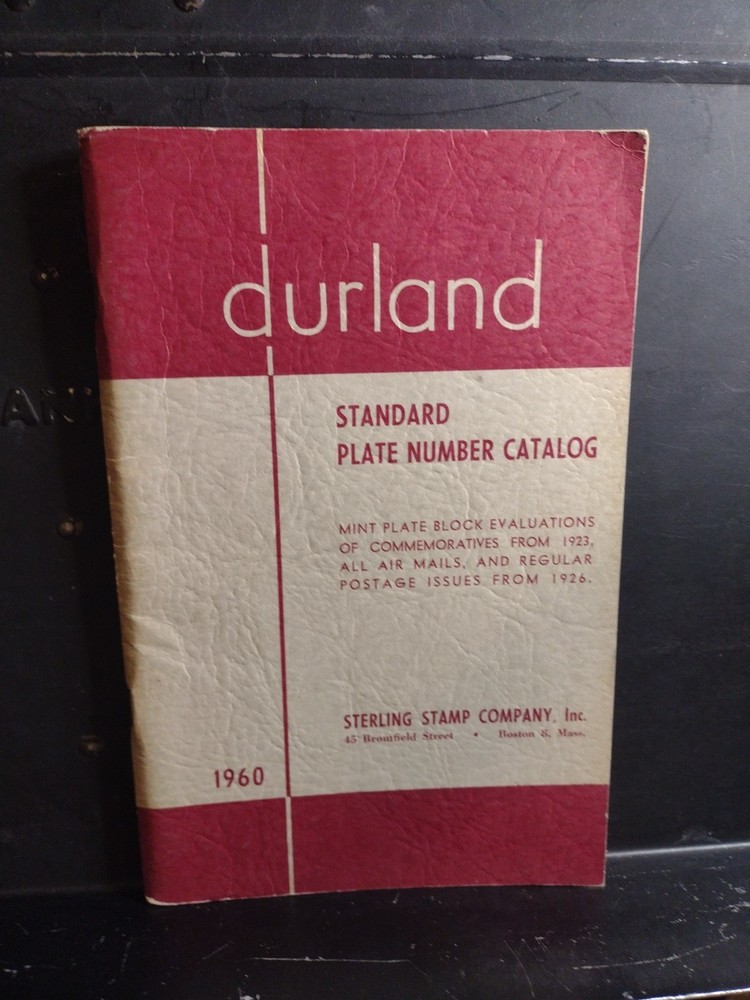 durland
STANDARD
PLATE NUMBER CATALOG
MINT PLATE BLOCK EVALUATIONS
OF COMMEMORATIVES FROM 1923,
ALL AIR MAILS, AND REGULAR
POSTAGE ISSUES FROM 1926.
STERLING STAMP COMPANY, Inc.
45 Bromfield Street • Boston 8, Mass.
1960